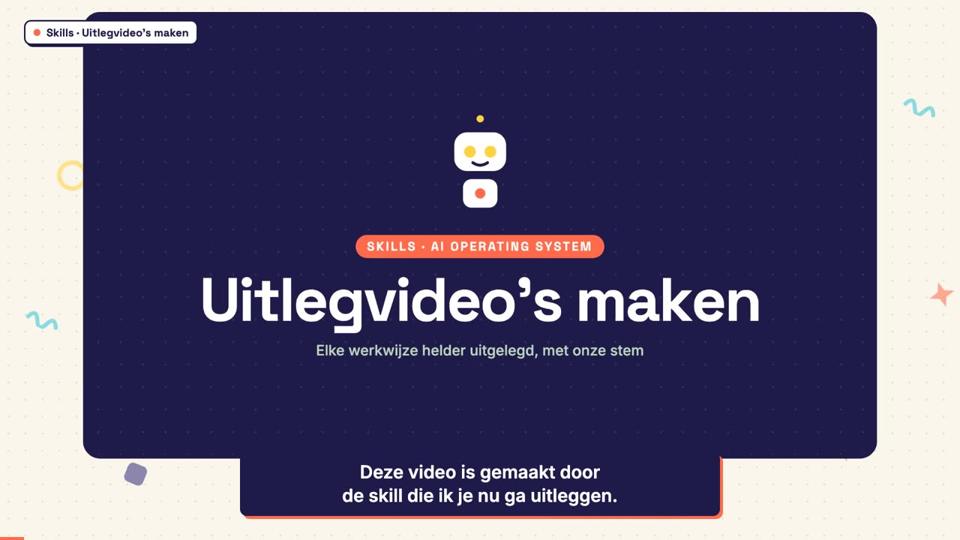 Skills · Uitlegvideo’s maken
SKILLS · AI OPERATING SYSTEM
Uitlegvideo’s maken
Elke werkwijze helder uitgelegd, met onze stem
Deze video is gemaakt door
de skill die ik je nu ga uitleggen.